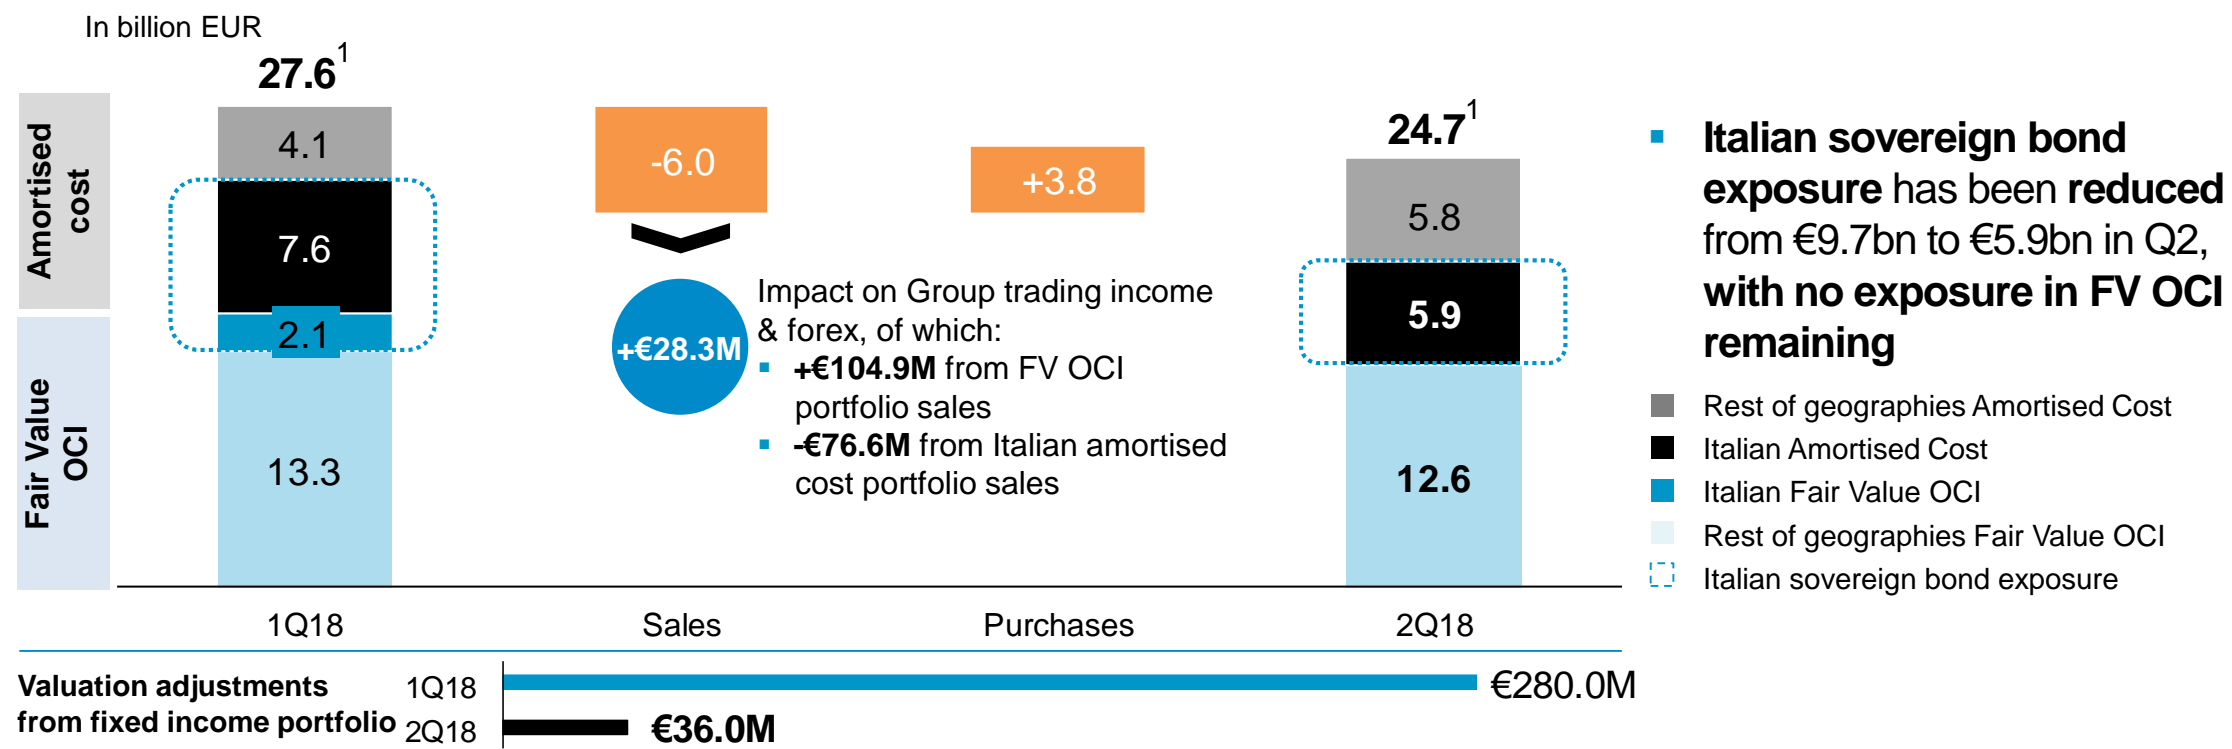 In billion EUR
27.6¹
24.7¹
Amortised
cost
Fair Value
OCI
4.1
7.6
2.1
13.3
-6.0
+3.8
5.8
5.9
12.6
+€28.3M
Impact on Group trading income
& forex, of which:
▪ +€104.9M from FV OCI
portfolio sales
▪ -€76.6M from Italian amortised
cost portfolio sales
1Q18
Sales
Purchases
2Q18
▪ Italian sovereign bond
exposure has been reduced
from €9.7bn to €5.9bn in Q2,
with no exposure in FV OCI
remaining
Rest of geographies Amortised Cost
Italian Amortised Cost
Italian Fair Value OCI
Rest of geographies Fair Value OCI
Italian sovereign bond exposure
Valuation adjustments
from fixed income portfolio
1Q18
€280.0M
2Q18
€36.0M